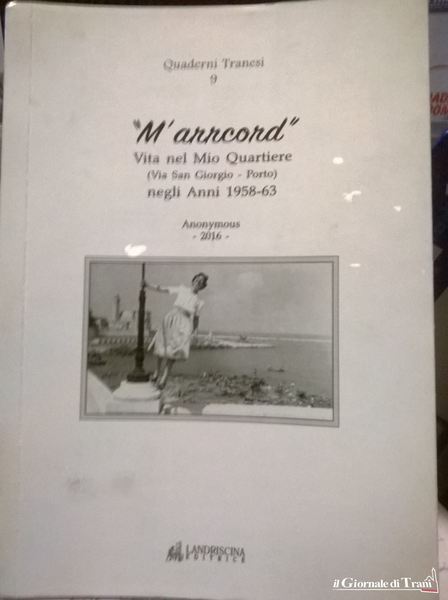 Quaderni Tranesi
9
"M'arrcord"
Vita nel Mio Quartiere
(Via San Giorgio - Porto)
negli Anni 1958-63
Anonymous
- 2016 -
LANDRISCINA
EDITRICE
il Giornale di Trani